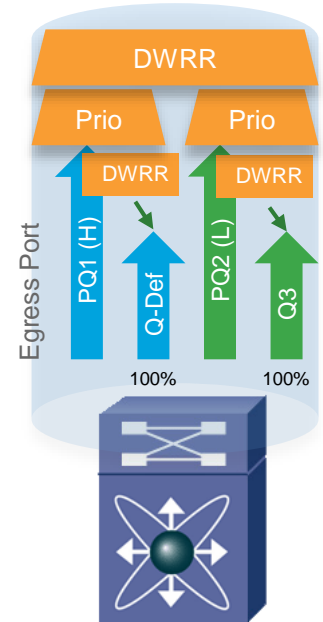 DWRR
Prio
Prio
DWRR
DWRR
Egress Port
PQ1 (H)
Q-Def
PQ2 (L)
Q3
100%
100%